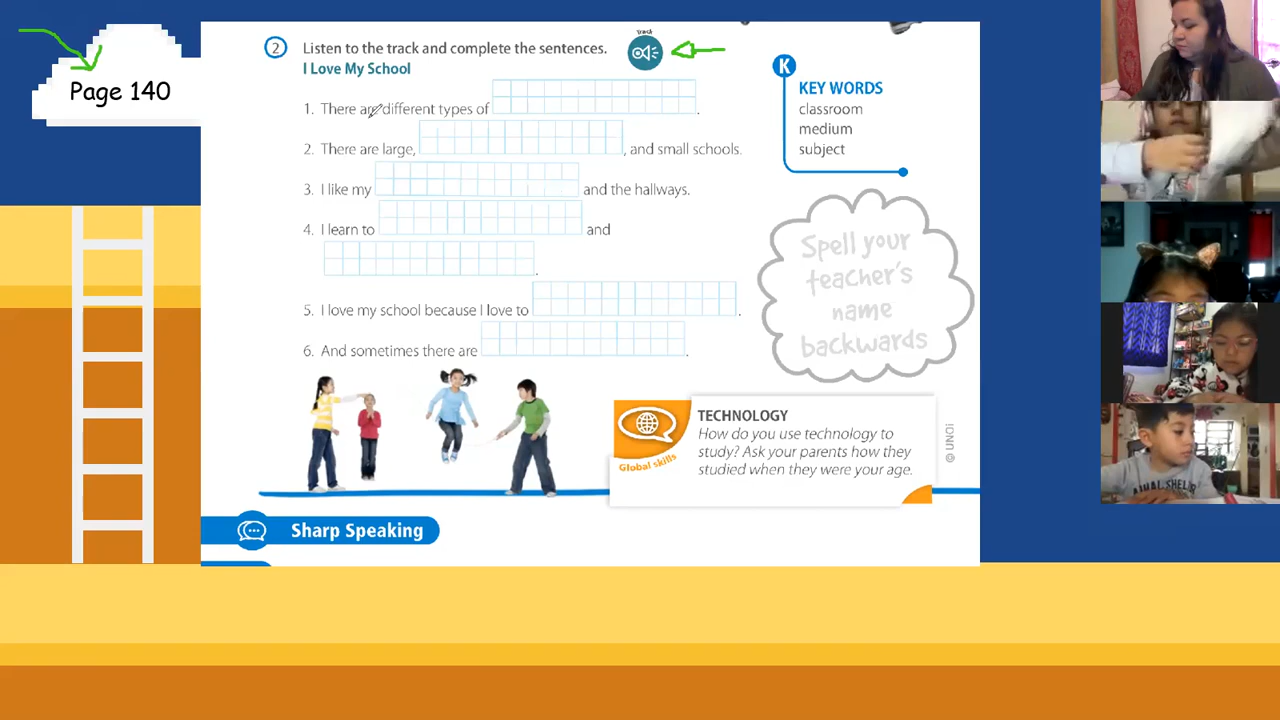 Page 140
2 Listen to the track and complete the sentences.
Track
I Love My School
1. There are different types of .
2. There are large, , and small schools.
3. I like my and the hallways.
4. I learn to and
.
5. I love my school because I love to .
6. And sometimes there are .
K
KEY WORDS
classroom
medium
subject
Spell your
teacher's
name
backwards
Global skills
TECHNOLOGY
How do you use technology to
study? Ask your parents how they
studied when they were your age.
© UNOi
Sharp Speaking